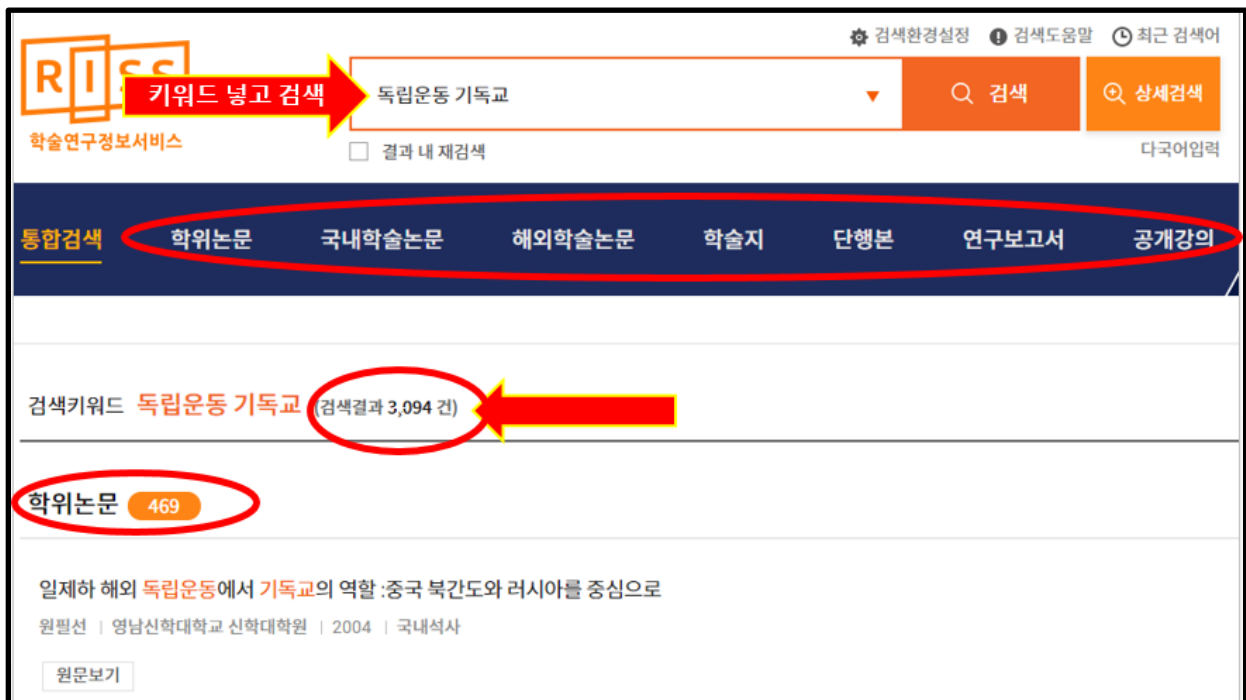 검색환경설정 검색도움말 최근 검색어
RISS
키워드 넣고 검색 독립운동 기독교 검색 상세검색
학술연구정보서비스
결과 내 재검색 다국어입력
통합검색 학위논문 국내학술논문 해외학술논문 학술지 단행본 연구보고서 공개강의
검색키워드 독립운동 기독교 (검색결과 3,094 건)
학위논문 469
일제하 해외 독립운동에서 기독교의 역할 :중국 북간도와 러시아를 중심으로
원필선 | 영남신학대학교 신학대학원 | 2004 | 국내석사
원문보기